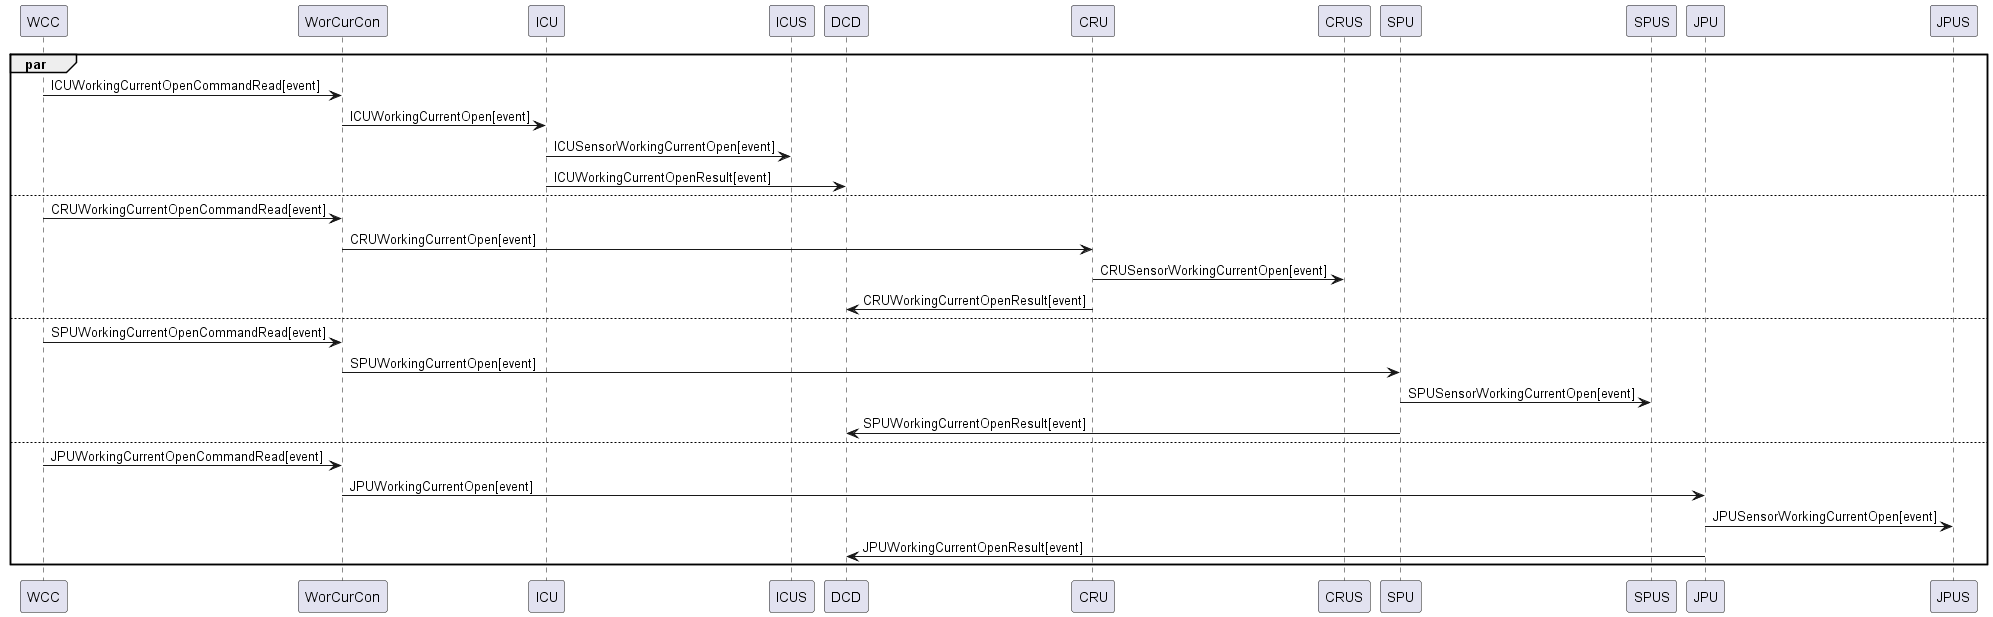 WCC WorCurCon ICU ICUS DCD CRU CRUS SPU SPUS JPU JPUS
par
ICUWorkingCurrentOpenCommandRead[event]
ICUWorkingCurrentOpen[event]
ICUSensorWorkingCurrentOpen[event]
ICUWorkingCurrentOpenResult[event]
CRUWorkingCurrentOpenCommandRead[event]
CRUWorkingCurrentOpen[event]
CRUSensorWorkingCurrentOpen[event]
CRUWorkingCurrentOpenResult[event]
SPUWorkingCurrentOpenCommandRead[event]
SPUWorkingCurrentOpen[event]
SPUSensorWorkingCurrentOpen[event]
SPUWorkingCurrentOpenResult[event]
JPUWorkingCurrentOpenCommandRead[event]
JPUWorkingCurrentOpen[event]
JPUSensorWorkingCurrentOpen[event]
JPUWorkingCurrentOpenResult[event]
WCC WorCurCon ICU ICUS DCD CRU CRUS SPU SPUS JPU JPUS